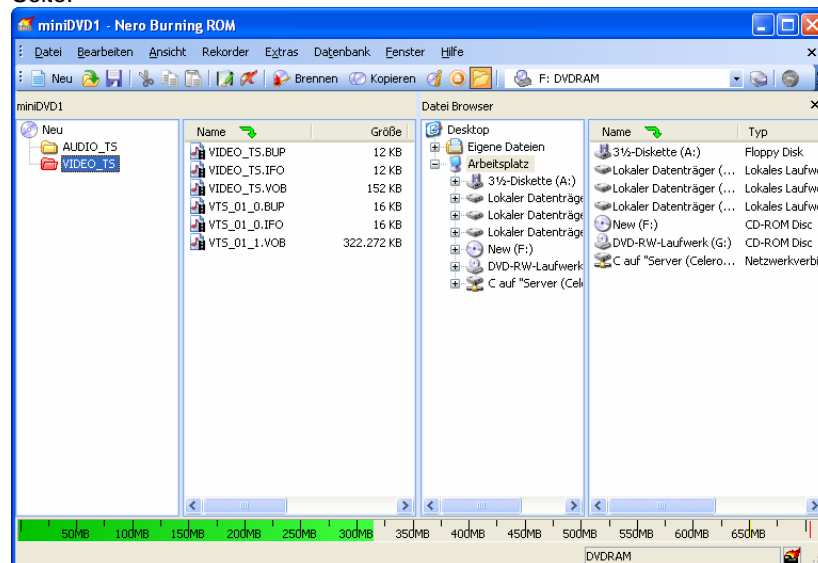 Seite.
miniDVD1 - Nero Burning ROM
Datei Bearbeiten Ansicht Rekorder Extras Datenbank Fenster Hilfe
Neu Brennen Kopieren F: DVDRAM
miniDVD1
Neu
AUDIO_TS
VIDEO_TS
Name Größe
VIDEO_TS.BUP 12 KB
VIDEO_TS.IFO 12 KB
VIDEO_TS.VOB 152 KB
VTS_01_0.BUP 16 KB
VTS_01_0.IFO 16 KB
VTS_01_1.VOB 322.272 KB
Datei Browser
Desktop
Eigene Dateien
Arbeitsplatz
3½-Diskette (A:)
Lokaler Datenträge
Lokaler Datenträge
Lokaler Datenträge
New (F:)
DVD-RW-Laufwerk
C auf "Server (Cel
Name Typ
3½-Diskette (A:) Floppy Disk
Lokaler Datenträger (... Lokales Laufw
Lokaler Datenträger (... Lokales Laufw
Lokaler Datenträger (... Lokales Laufw
New (F:) CD-ROM Disc
DVD-RW-Laufwerk (G:) CD-ROM Disc
C auf "Server (Celero... Netzwerkverbi
50MB 100MB 150MB 200MB 250MB 300MB 350MB 400MB 450MB 500MB 550MB 600MB 650MB
DVDRAM